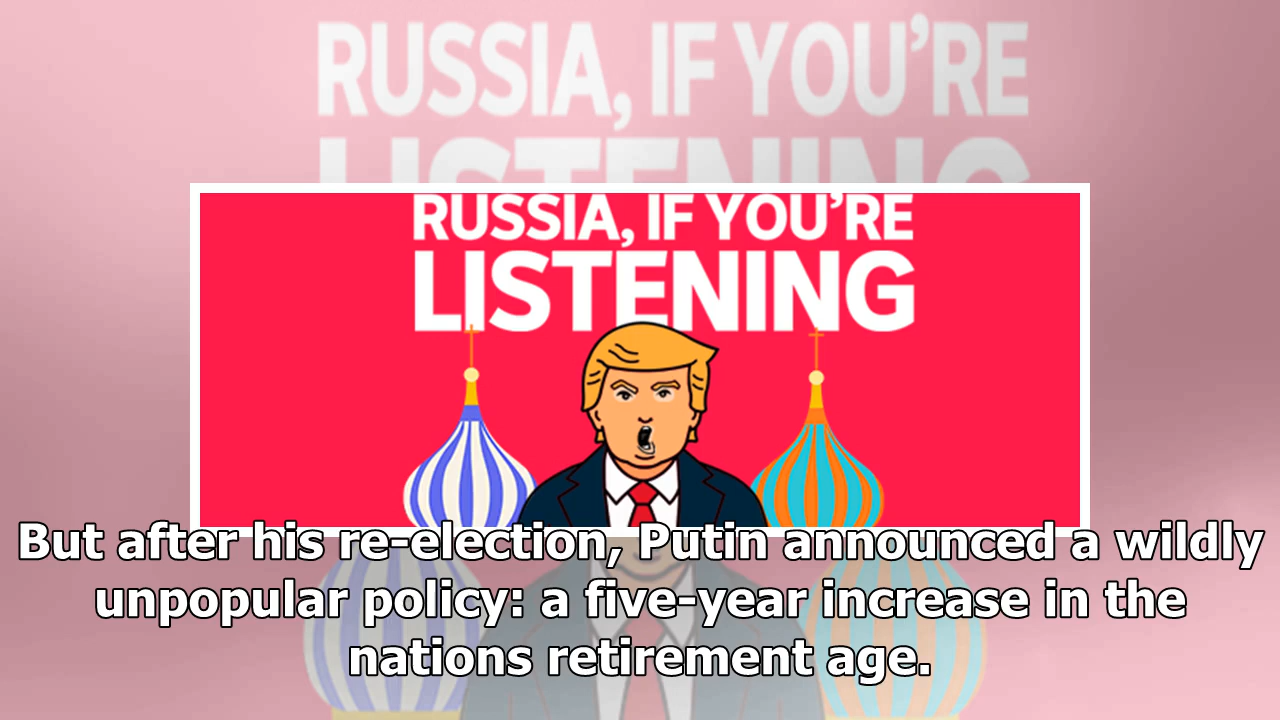 RUSSIA, IF YOU'RE
LISTENING
RUSSIA, IF YOU'RE
LISTENING
But after his re-election, Putin announced a wildly
unpopular policy: a five-year increase in the
nations retirement age.